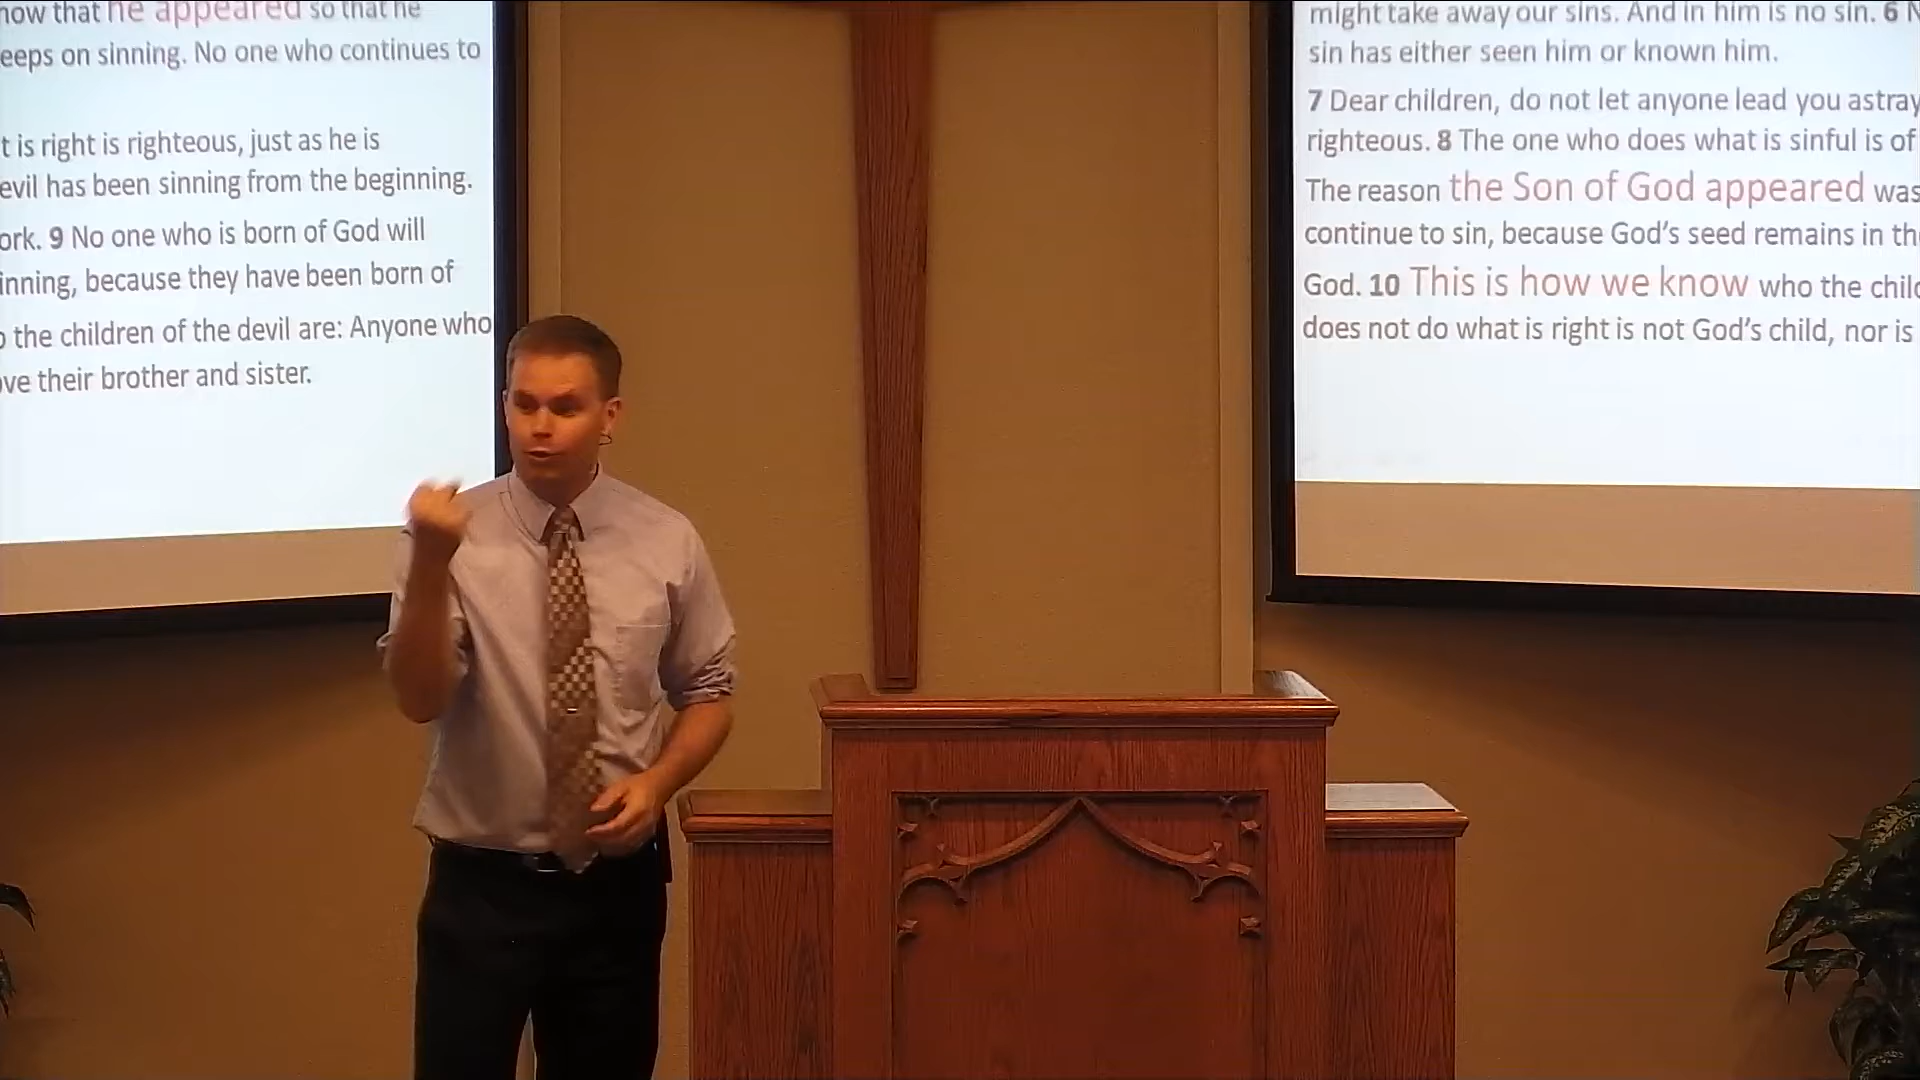 now that he appeared so that he
eeps on sinning. No one who continues to
t is right is righteous, just as he is
evil has been sinning from the beginning.
ork. 9 No one who is born of God will
inning, because they have been born of
o the children of the devil are: Anyone who
ove their brother and sister.
might take away our sins. And in him is no sin. 6 N
sin has either seen him or known him.
7 Dear children, do not let anyone lead you astray
righteous. 8 The one who does what is sinful is of
The reason the Son of God appeared was
continue to sin, because God's seed remains in th
God. 10 This is how we know who the chil
does not do what is right is not God's child, nor is